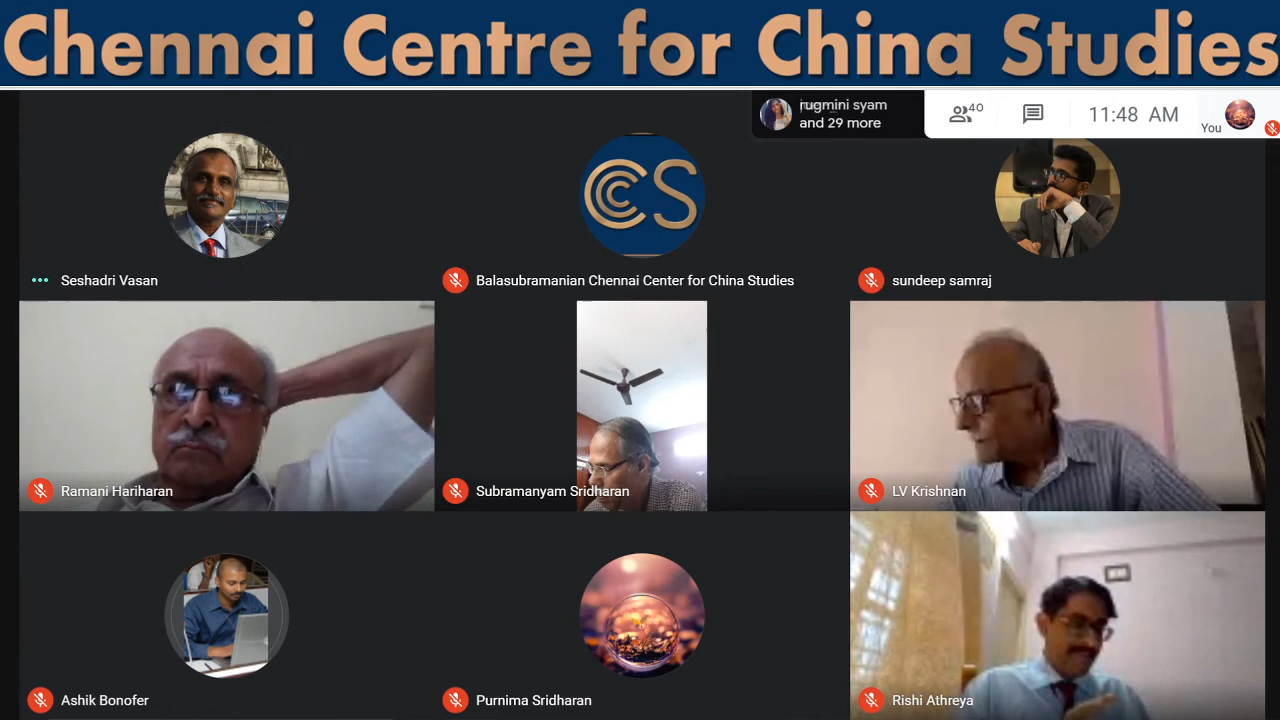 Chennai Centre for China Studies
rugmini syam
and 29 more
40
11:48 AM
You
CCCS
Seshadri Vasan
Balasubramanian Chennai Center for China Studies
sundeep samraj
Ramani Hariharan
Subramanyam Sridharan
LV Krishnan
Ashik Bonofer
Purnima Sridharan
Rishi Athreya